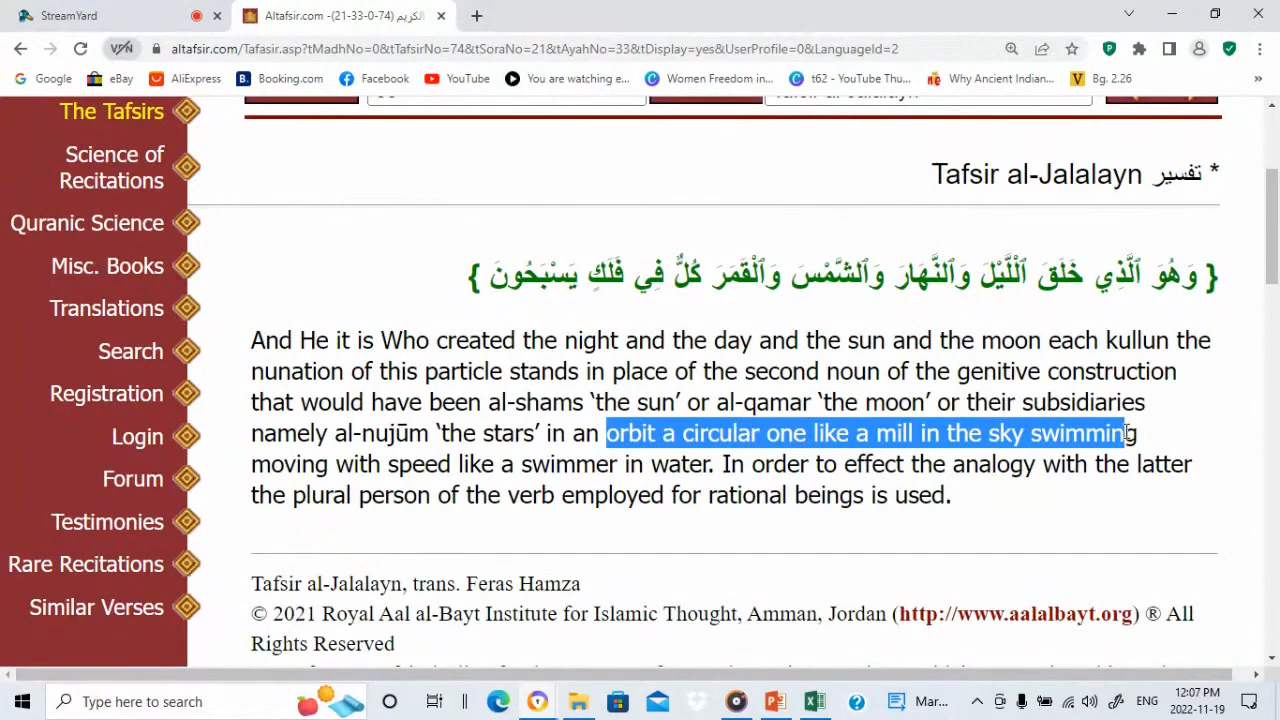 StreamYard
Altafsir.com -(21-33-0-74) الكريم
altafsir.com/Tafasir.asp?tMadhNo=0&tTafsirNo=74&tSoraNo=21&tAyahNo=33&tDisplay=yes&UserProfile=0&LanguageId=2
Google eBay AliExpress Booking.com Facebook YouTube You are watching e... Women Freedom in... t62 - YouTube Thu... Why Ancient Indian... Bg. 2.26
The Tafsirs
Science of
Recitations
Quranic Science
Misc. Books
Translations
Search
Registration
Login
Forum
Testimonies
Rare Recitations
Similar Verses
Tafsir al-Jalalayn تفسير *
{ وَهُوَ ٱلَّذِي خَلَقَ ٱلْلَّيْلَ وَٱلنَّهَارَ وَٱلشَّمْسَ وَٱلْقَمَرَ كُلٌّ فِي فَلَكٍ يَسْبَحُونَ }
And He it is Who created the night and the day and the sun and the moon each kullun the
nunation of this particle stands in place of the second noun of the genitive construction
that would have been al-shams ‘the sun’ or al-qamar ‘the moon’ or their subsidiaries
namely al-nujūm ‘the stars’ in an orbit a circular one like a mill in the sky swimming
moving with speed like a swimmer in water. In order to effect the analogy with the latter
the plural person of the verb employed for rational beings is used.
Tafsir al-Jalalayn, trans. Feras Hamza
© 2021 Royal Aal al-Bayt Institute for Islamic Thought, Amman, Jordan (http://www.aalalbayt.org) ® All
Rights Reserved
Type here to search
Mar...
ENG
12:07 PM
2022-11-19